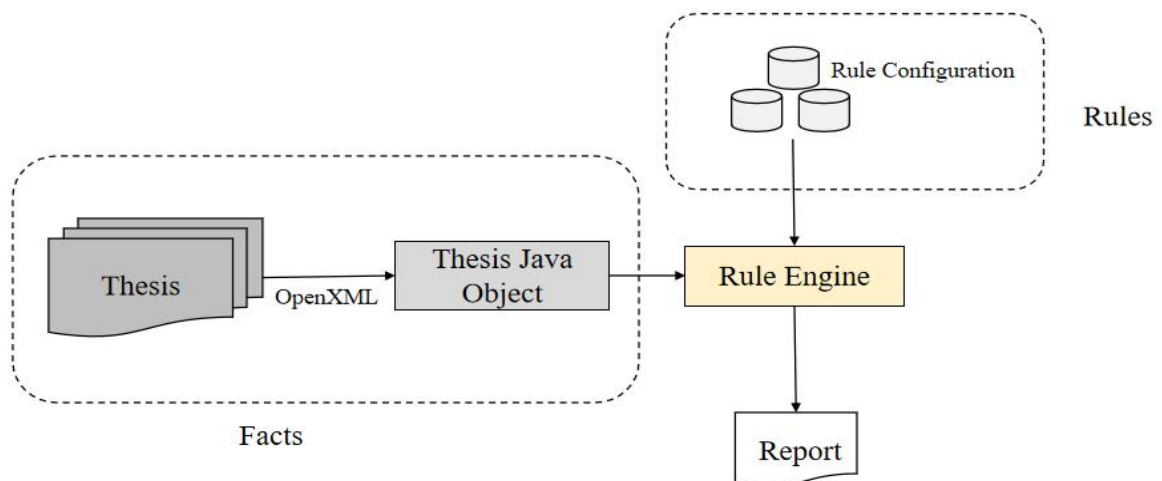 Rule Configuration
Rules
Thesis
OpenXML
Thesis Java
Object
Rule Engine
Facts
Report